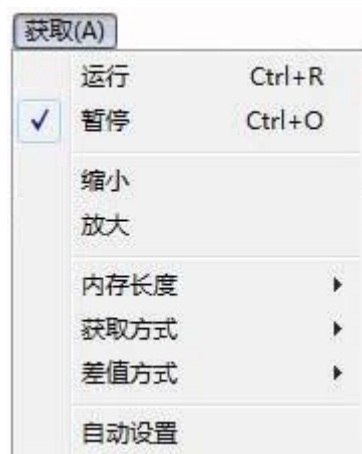 获取(A)
运行 Ctrl+R
暂停 Ctrl+O
缩小
放大
内存长度
获取方式
差值方式
自动设置